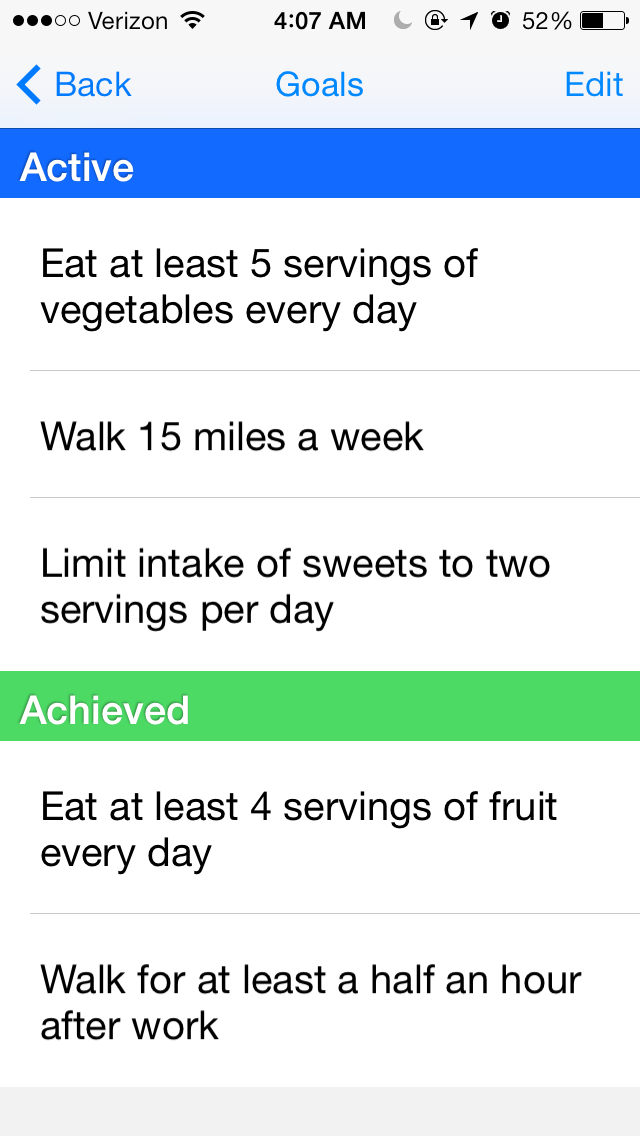 Verizon 4:07 AM 52%
Back Goals Edit
Active
Eat at least 5 servings of
vegetables every day
Walk 15 miles a week
Limit intake of sweets to two
servings per day
Achieved
Eat at least 4 servings of fruit
every day
Walk for at least a half an hour
after work